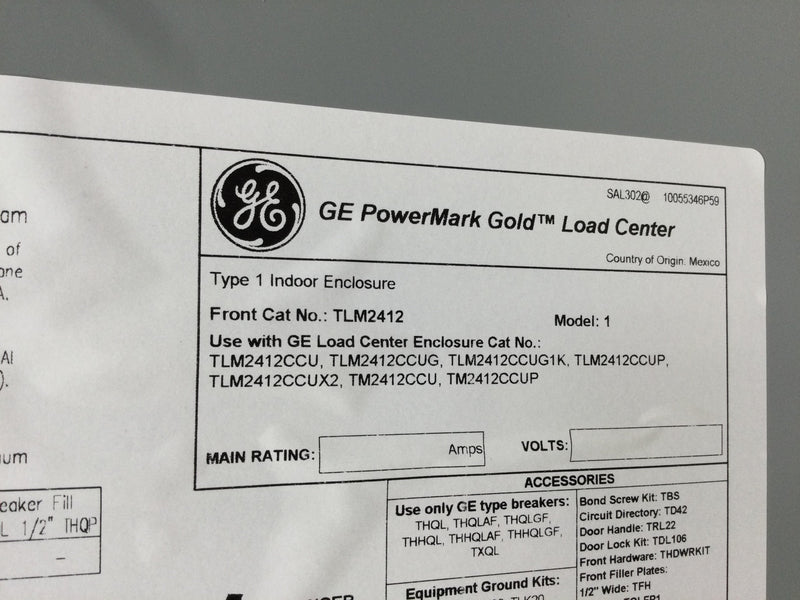 am
of
one
A.
Al
).
um
eaker Fill
L 1/2" THQP
–
GE
SAL302@ 10055346P59
GE PowerMark Gold™ Load Center
Country of Origin: Mexico
Type 1 Indoor Enclosure
Front Cat No.: TLM2412 Model: 1
Use with GE Load Center Enclosure Cat No.:
TLM2412CCU, TLM2412CCUG, TLM2412CCUG1K, TLM2412CCUP,
TLM2412CCUX2, TM2412CCU, TM2412CCUP
MAIN RATING: Amps VOLTS:
ACCESSORIES
Use only GE type breakers:
THQL, THQLAF, THQLGF,
THHQL, THHQLAF, THHQLGF,
TXQL
Equipment Ground Kits:
Bond Screw Kit: TBS
Circuit Directory: TD42
Door Handle: TRL22
Door Lock Kit: TDL106
Front Hardware: THDWRKIT
Front Filler Plates:
1/2" Wide: TFH